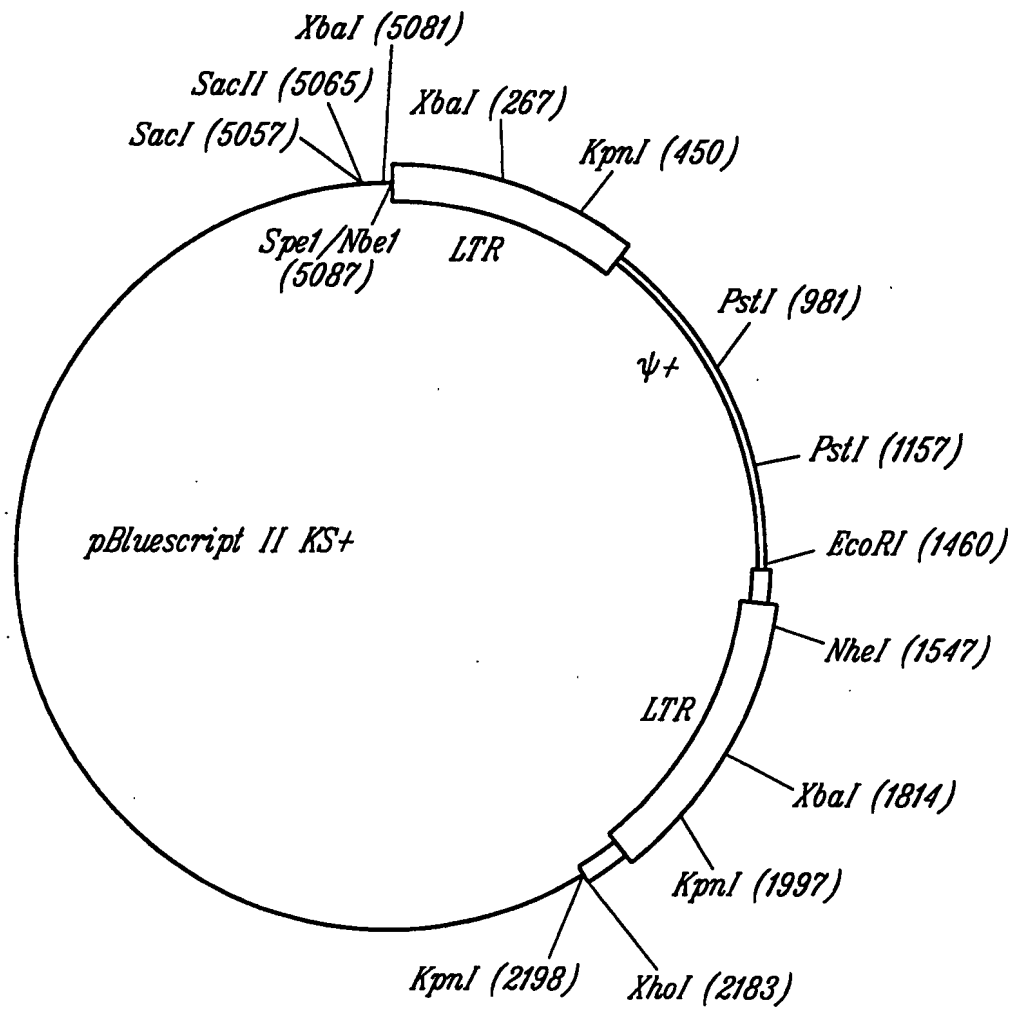 XbaI (5081)
SacII (5065)
XbaI (267)
SacI (5057)
KpnI (450)
Spe1/Nbe1
(5087)
LTR
PstI (981)
ψ+
PstI (1157)
pBluescript II KS+
EcoRI (1460)
NheI (1547)
LTR
XbaI (1814)
KpnI (1997)
KpnI (2198)
XhoI (2183)